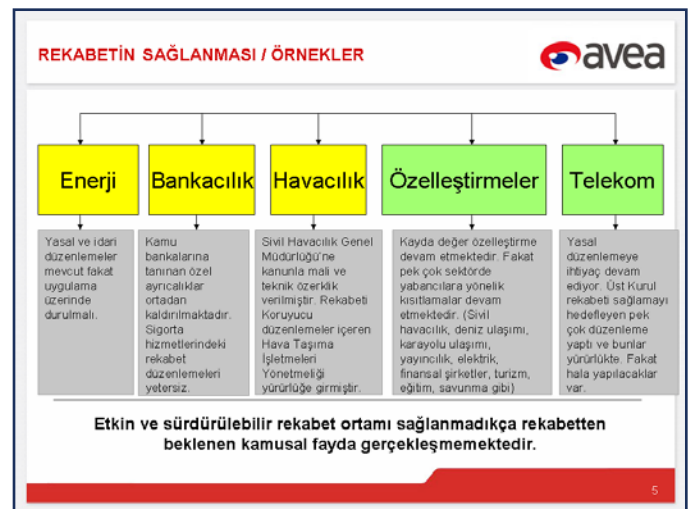 REKABETİN SAĞLANMASI / ÖRNEKLER
avea
Enerji
Bankacılık
Havacılık
Özelleştirmeler
Telekom
Yasal ve idari
düzenlemeler
mevcut fakat
uygulama
üzerinde
durulmalı.
Kamu
bankalarına
tanınan özel
ayrıcalıklar
ortadan
kaldırılmaktadır.
Sigorta
hizmetlerindeki
rekabet
düzenlemeleri
yetersiz.
Sivil Havacılık Genel
Müdürlüğü'ne
kanunla mali ve
teknik özerklik
verilmiştir. Rekabeti
Koruyucu
düzenlemeler içeren
Hava Taşıma
İşletmeleri
Yönetmeliği
yürürlüğe girmiştir.
Kayda değer özelleştirme
devam etmektedir. Fakat
pek çok sektörde
yabancılara yönelik
kısıtlamalar devam
etmektedir. (Sivil
havacılık, deniz ulaşımı,
karayolu ulaşımı,
yayıncılık, elektrik,
finansal şirketler, turizm,
eğitim, savunma gibi)
Yasal
düzenlemeye
ihtiyaç devam
ediyor. Üst Kurul
rekabeti sağlamayı
hedefleyen pek
çok düzenleme
yaptı ve bunlar
yürürlükte. Fakat
hala yapılacaklar
var.
Etkin ve sürdürülebilir rekabet ortamı sağlanmadıkça rekabetten
beklenen kamusal fayda gerçekleşmemektedir.
5